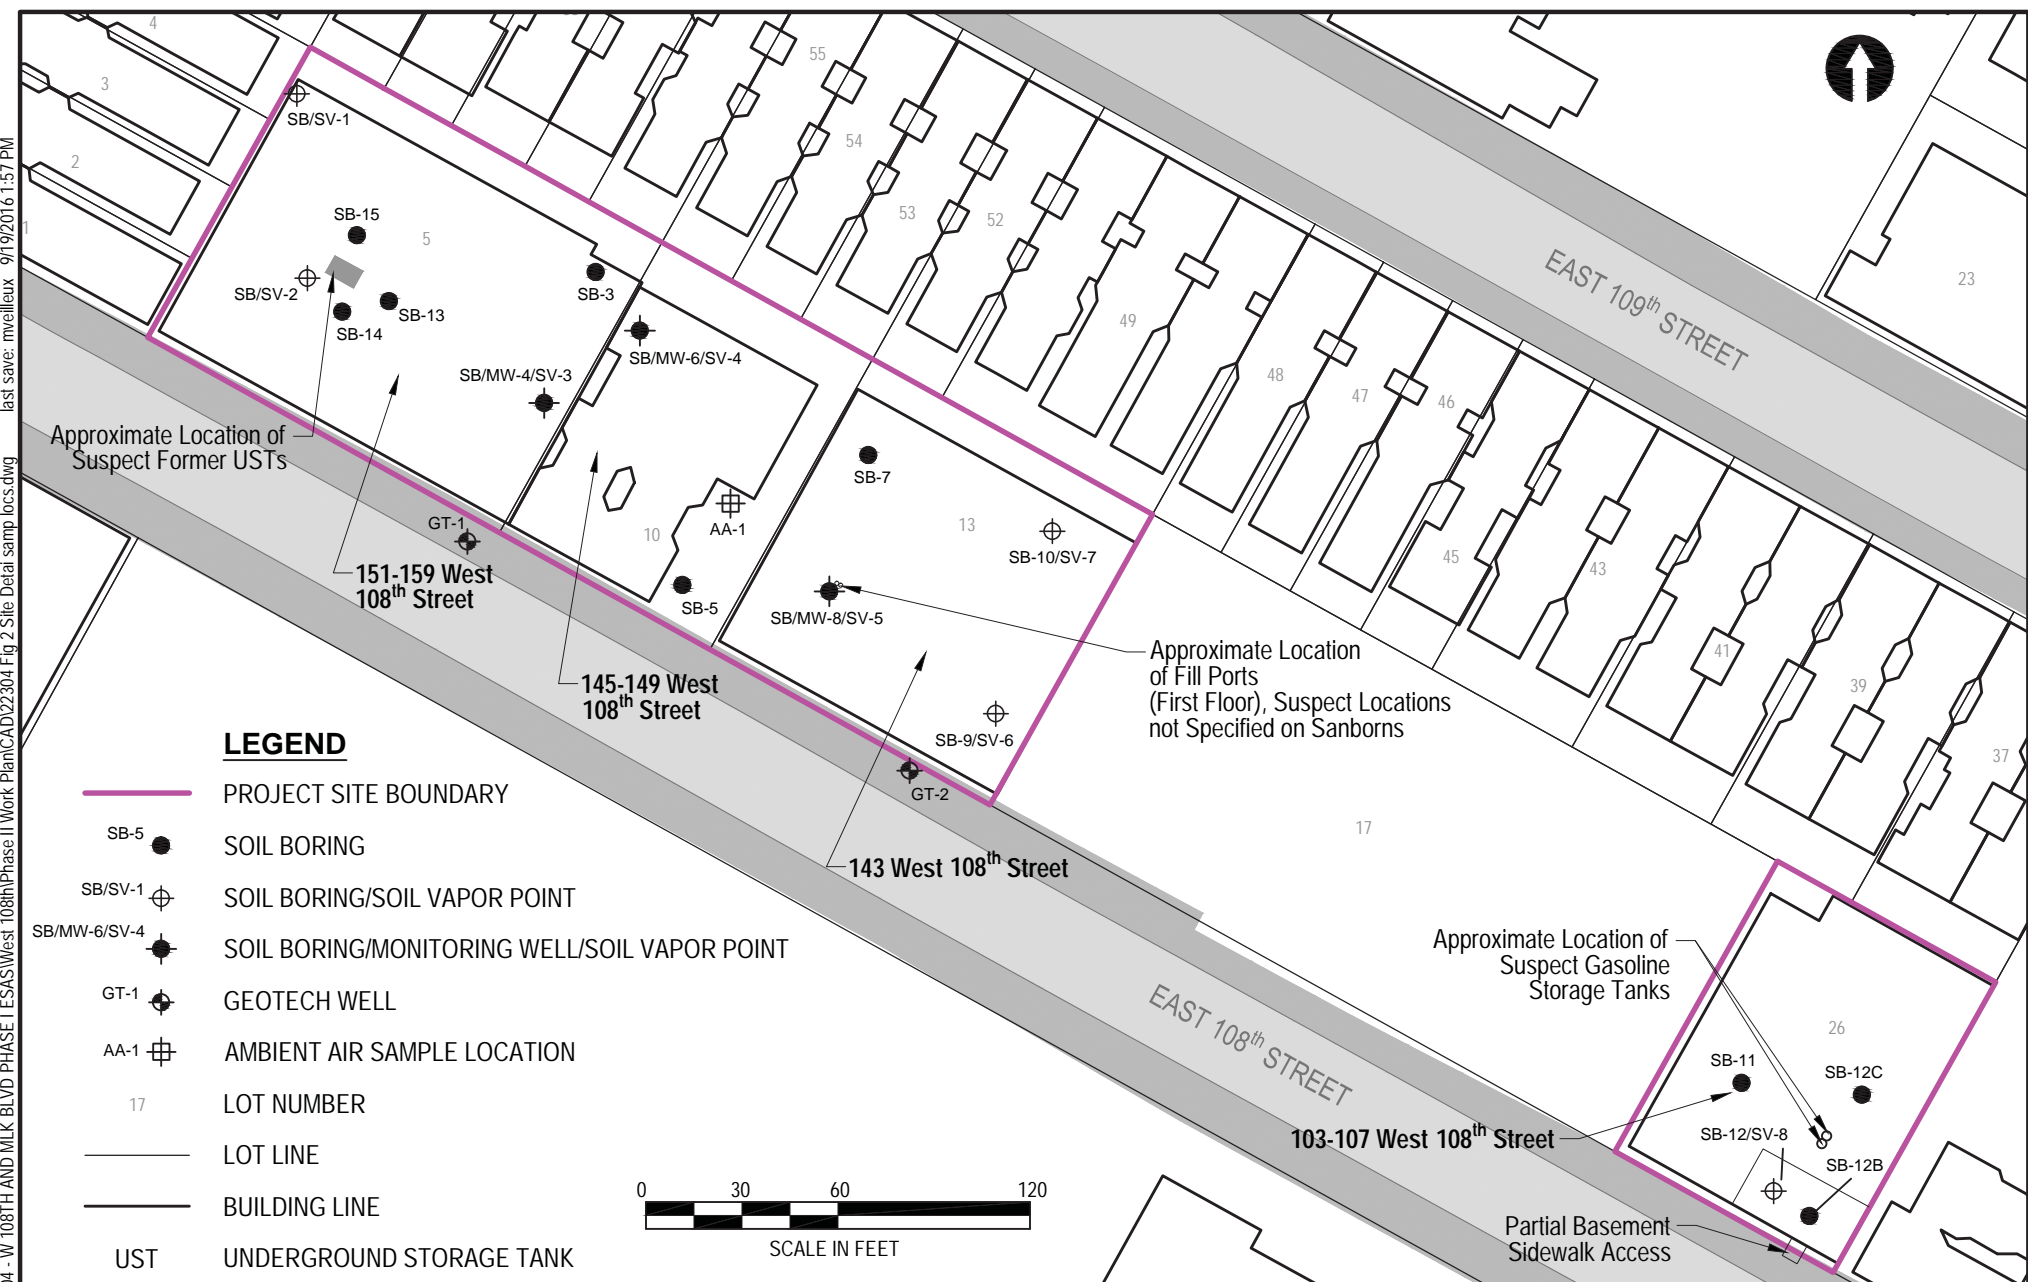 last save: mveilleux 9/19/2016 1:57 PM
Phase II Work Plan\CAD\22304 Fig 2 Site Detai samp locs.dwg
W 108TH AND MLK BLVD PHASE I ESAS\West 108th\
4
3
2
1
55
54
53
52
49
48
47
46
45
43
41
39
37
23
EAST 109th STREET
SB/SV-1
SB-15
5
SB/SV-2
SB-13
SB-14
SB-3
SB/MW-6/SV-4
SB/MW-4/SV-3
Approximate Location of
Suspect Former USTs
GT-1
151-159 West
108th Street
10
AA-1
SB-5
145-149 West
108th Street
SB-7
13
SB-10/SV-7
SB/MW-8/SV-5
SB-9/SV-6
GT-2
Approximate Location
of Fill Ports
(First Floor), Suspect Locations
not Specified on Sanborns
143 West 108th Street
17
EAST 108th STREET
Approximate Location of
Suspect Gasoline
Storage Tanks
26
SB-11
SB-12C
103-107 West 108th Street
SB-12/SV-8
SB-12B
Partial Basement
Sidewalk Access
LEGEND
PROJECT SITE BOUNDARY
SB-5
SOIL BORING
SB/SV-1
SOIL BORING/SOIL VAPOR POINT
SB/MW-6/SV-4
SOIL BORING/MONITORING WELL/SOIL VAPOR POINT
GT-1
GEOTECH WELL
AA-1
AMBIENT AIR SAMPLE LOCATION
17
LOT NUMBER
LOT LINE
BUILDING LINE
UST
UNDERGROUND STORAGE TANK
0 30 60 120
SCALE IN FEET